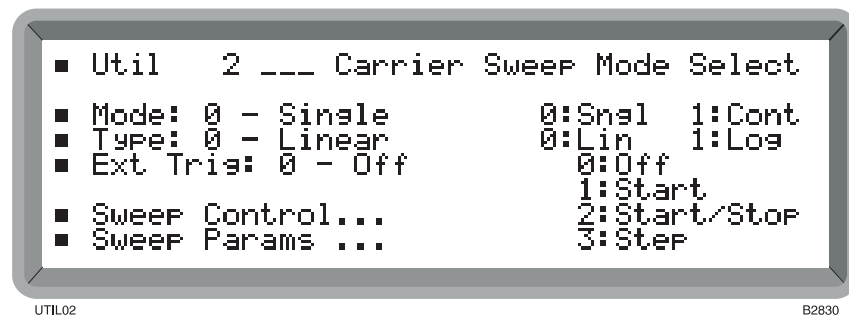 ▪ Util 2 ___ Carrier Sweep Mode Select
▪ Mode: 0 - Single 0:Sngl 1:Cont
▪ Type: 0 - Linear 0:Lin 1:Log
▪ Ext Trig: 0 - Off 0:Off
1:Start
▪ Sweep Control... 2:Start/Stop
▪ Sweep Params ... 3:Step
UTIL02 B2830